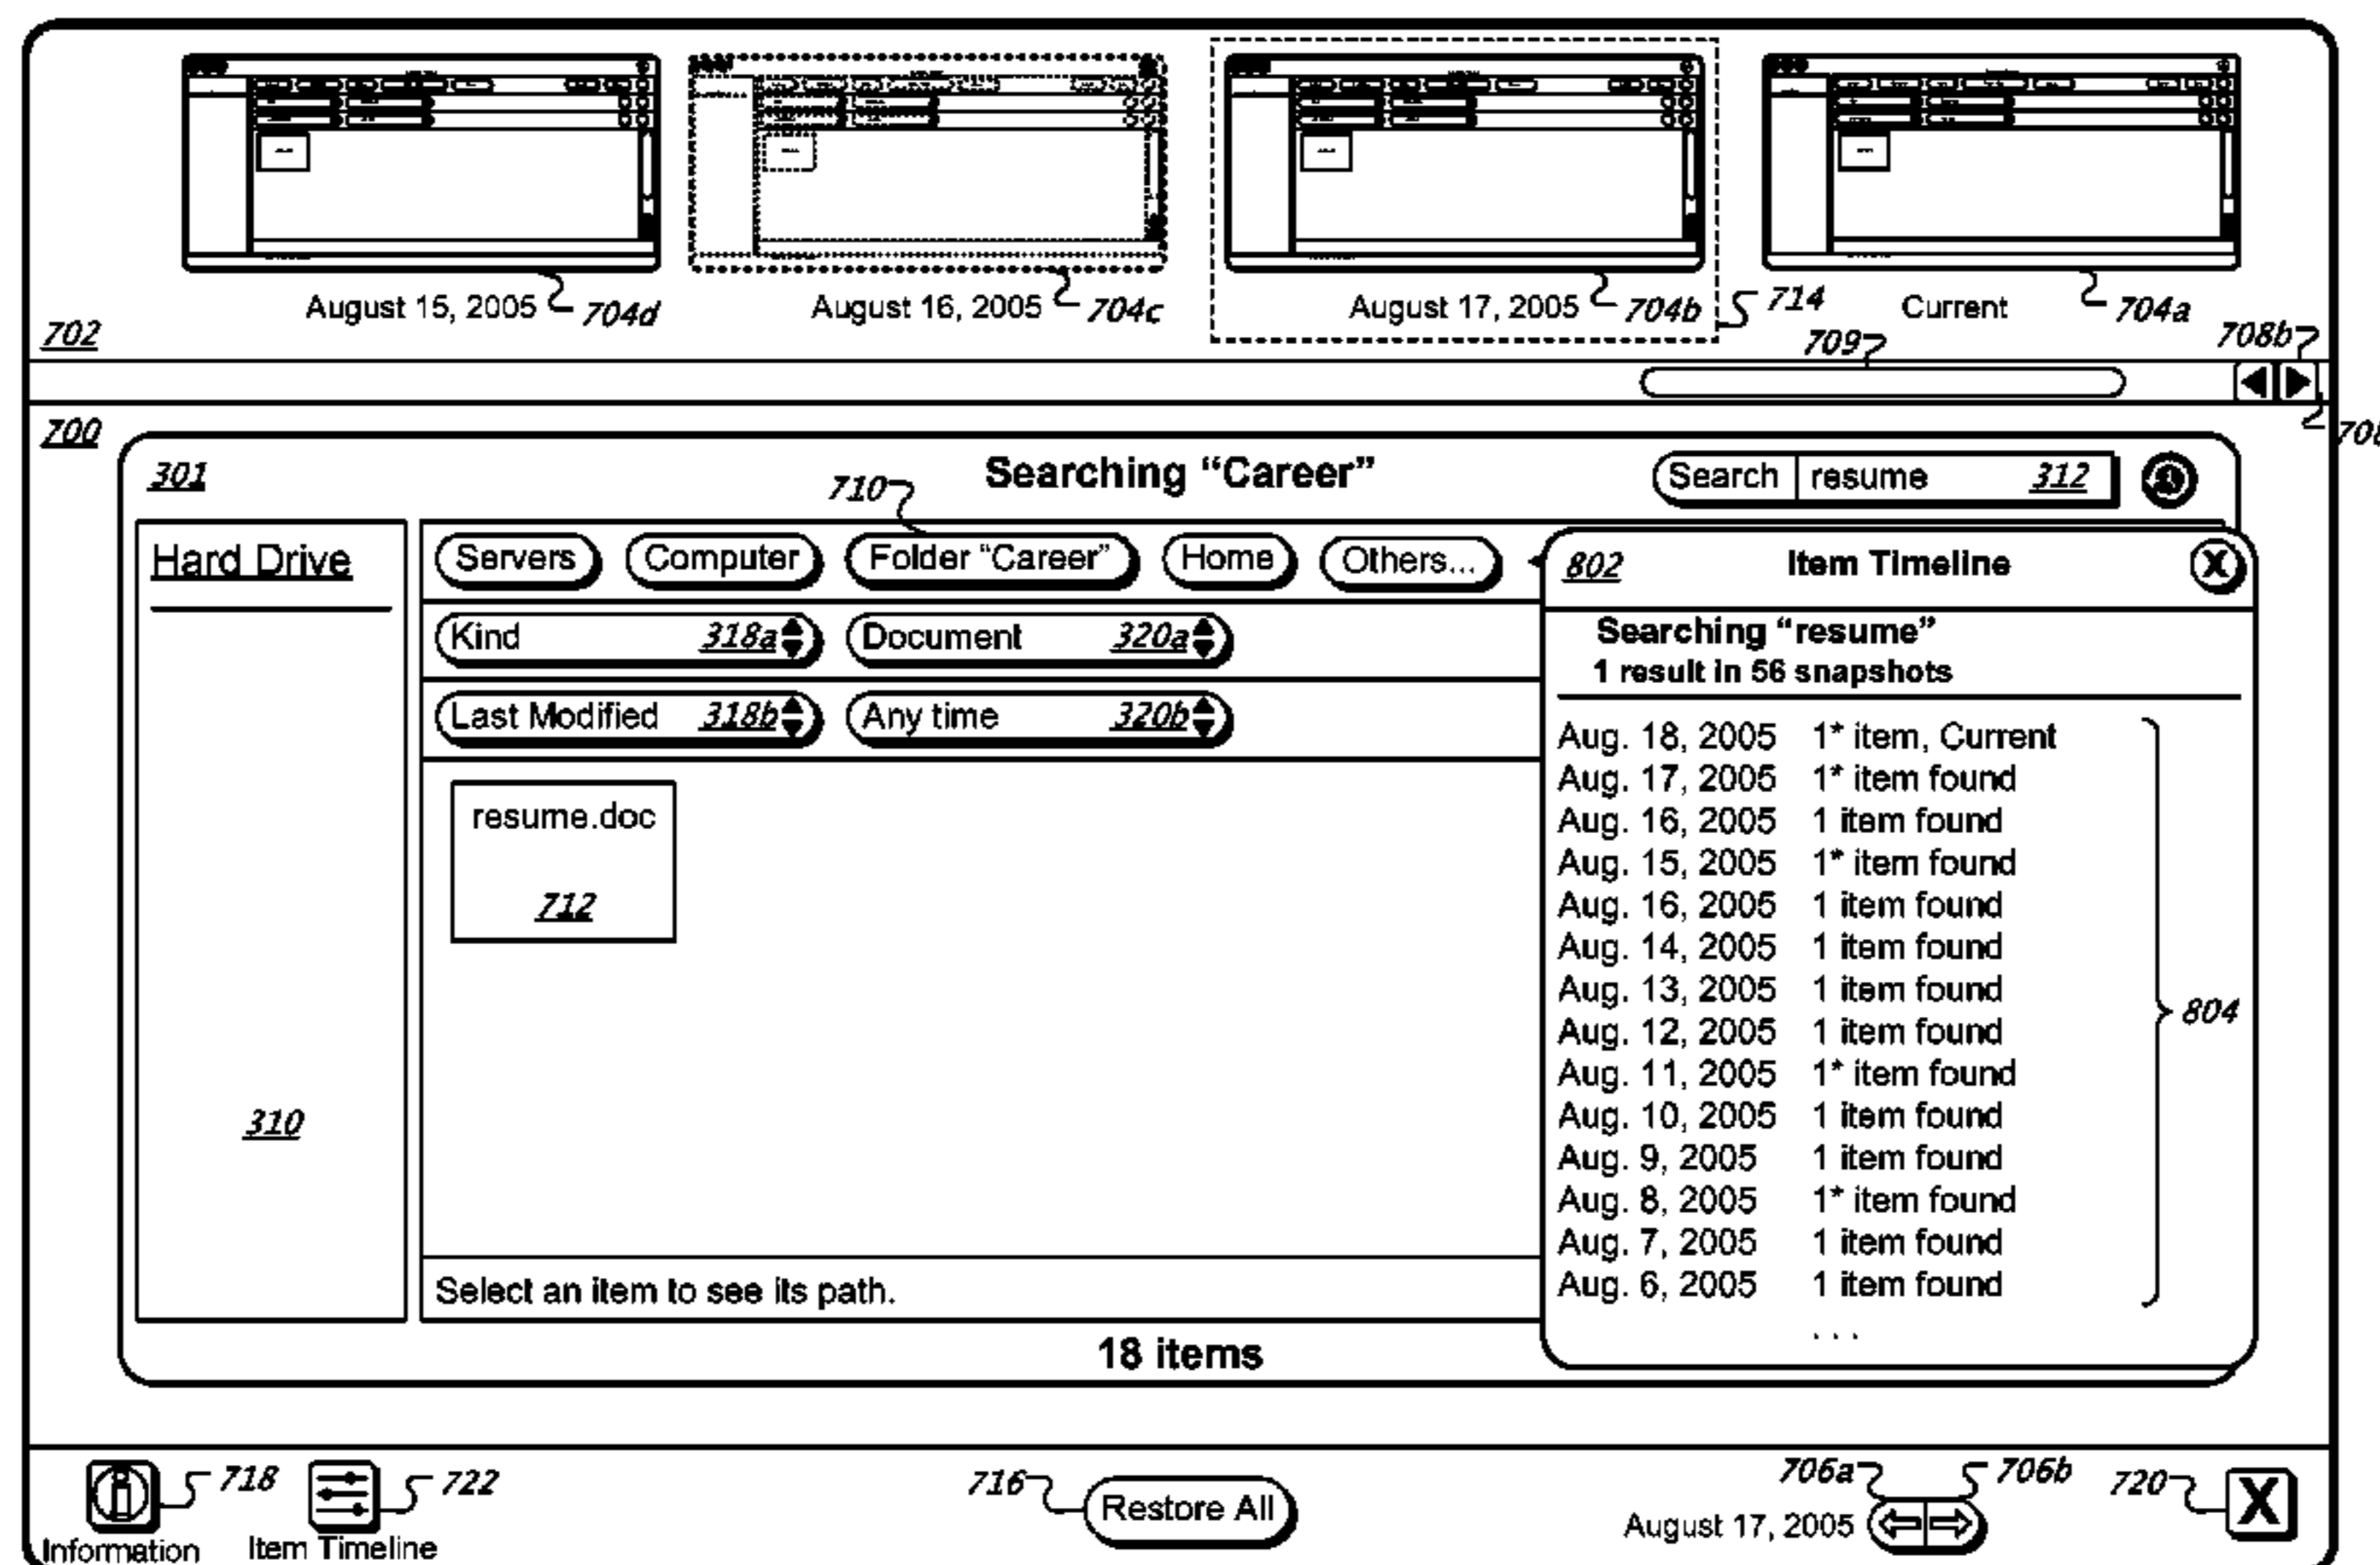 August 15, 2005 704d
August 16, 2005 704c
August 17, 2005 704b
714
Current 704a
702
709
708b
700
708
301
Searching “Career”
Search resume 312
710
Hard Drive
Servers Computer Folder “Career” Home Others...
Kind 318a Document 320a
Last Modified 318b Any time 320b
resume.doc
712
310
Select an item to see its path.
18 items
802 Item Timeline X
Searching “resume”
1 result in 56 snapshots
Aug. 18, 2005 1* item, Current
Aug. 17, 2005 1* item found
Aug. 16, 2005 1 item found
Aug. 15, 2005 1* item found
Aug. 16, 2005 1 item found
Aug. 14, 2005 1 item found
Aug. 13, 2005 1 item found
Aug. 12, 2005 1 item found
Aug. 11, 2005 1* item found
Aug. 10, 2005 1 item found
Aug. 9, 2005 1 item found
Aug. 8, 2005 1* item found
Aug. 7, 2005 1 item found
Aug. 6, 2005 1 item found
. . .
804
718
Information
722
Item Timeline
716
Restore All
706a 706b
August 17, 2005
720
X